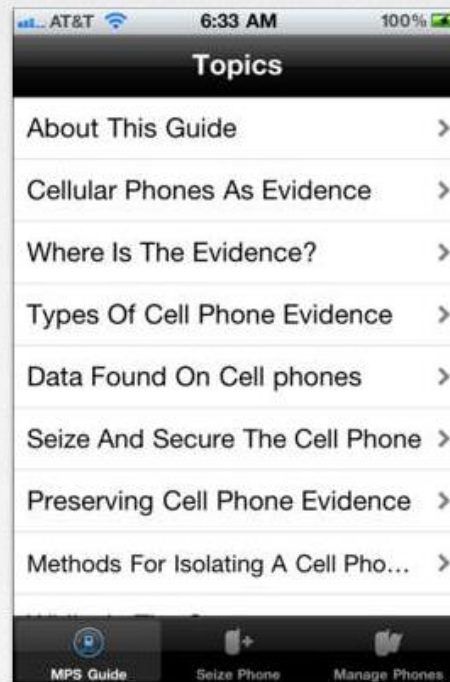 AT&T 6:33 AM 100%
Topics
About This Guide
Cellular Phones As Evidence
Where Is The Evidence?
Types Of Cell Phone Evidence
Data Found On Cell phones
Seize And Secure The Cell Phone
Preserving Cell Phone Evidence
Methods For Isolating A Cell Pho...
MPS Guide Seize Phone Manage Phones